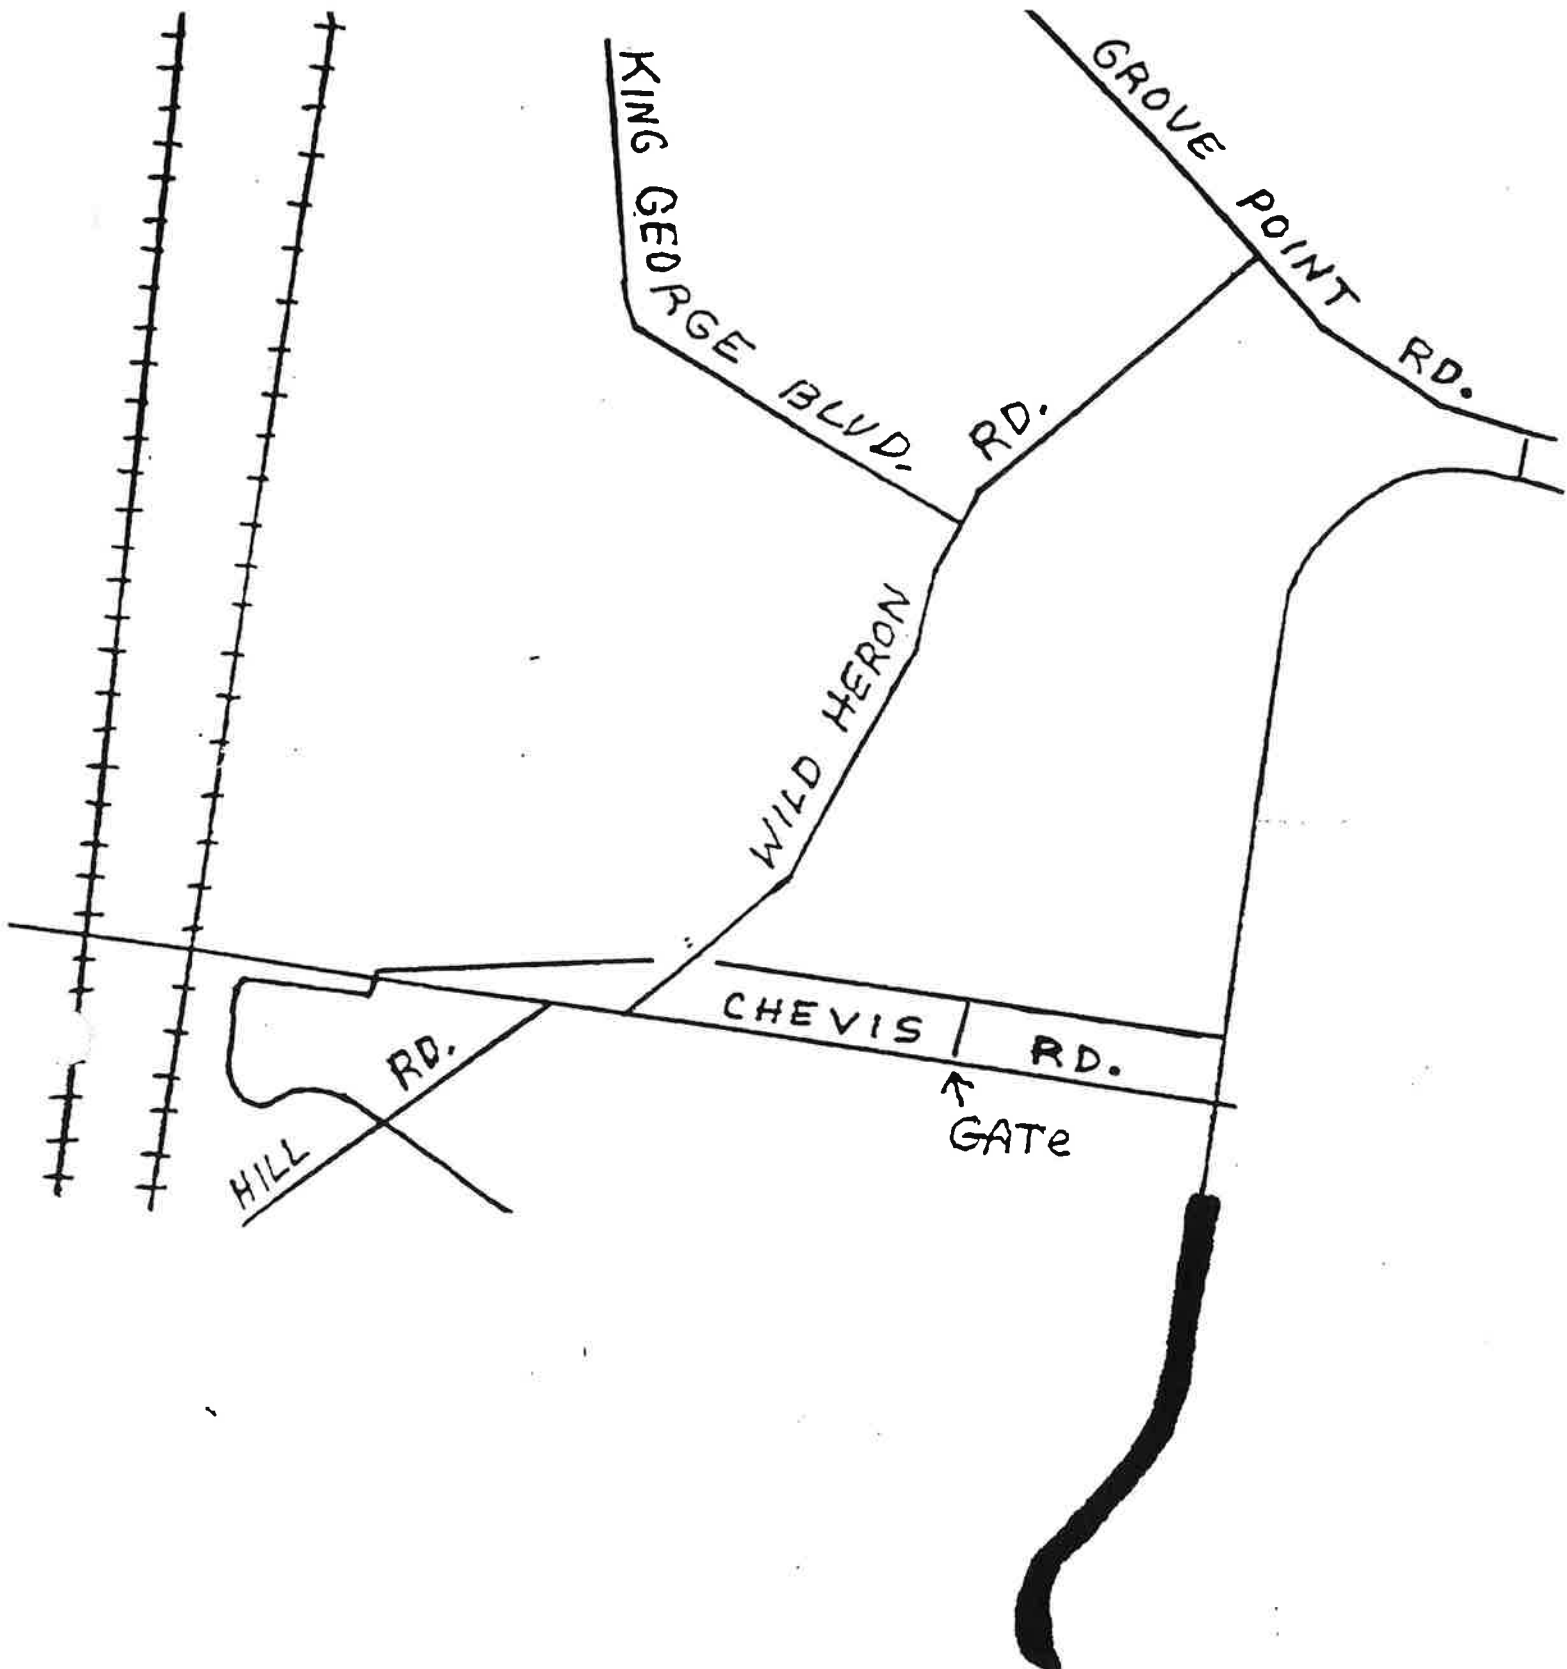 KING GEORGE BLVD.
GROVE POINT RD.
WILD HERON RD.
CHEVIS RD.
GATe
HILL RD.